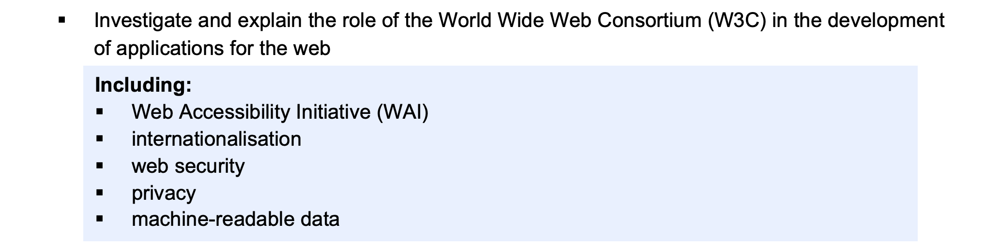 ▪ Investigate and explain the role of the World Wide Web Consortium (W3C) in the development
of applications for the web
Including:
▪ Web Accessibility Initiative (WAI)
▪ internationalisation
▪ web security
▪ privacy
▪ machine-readable data